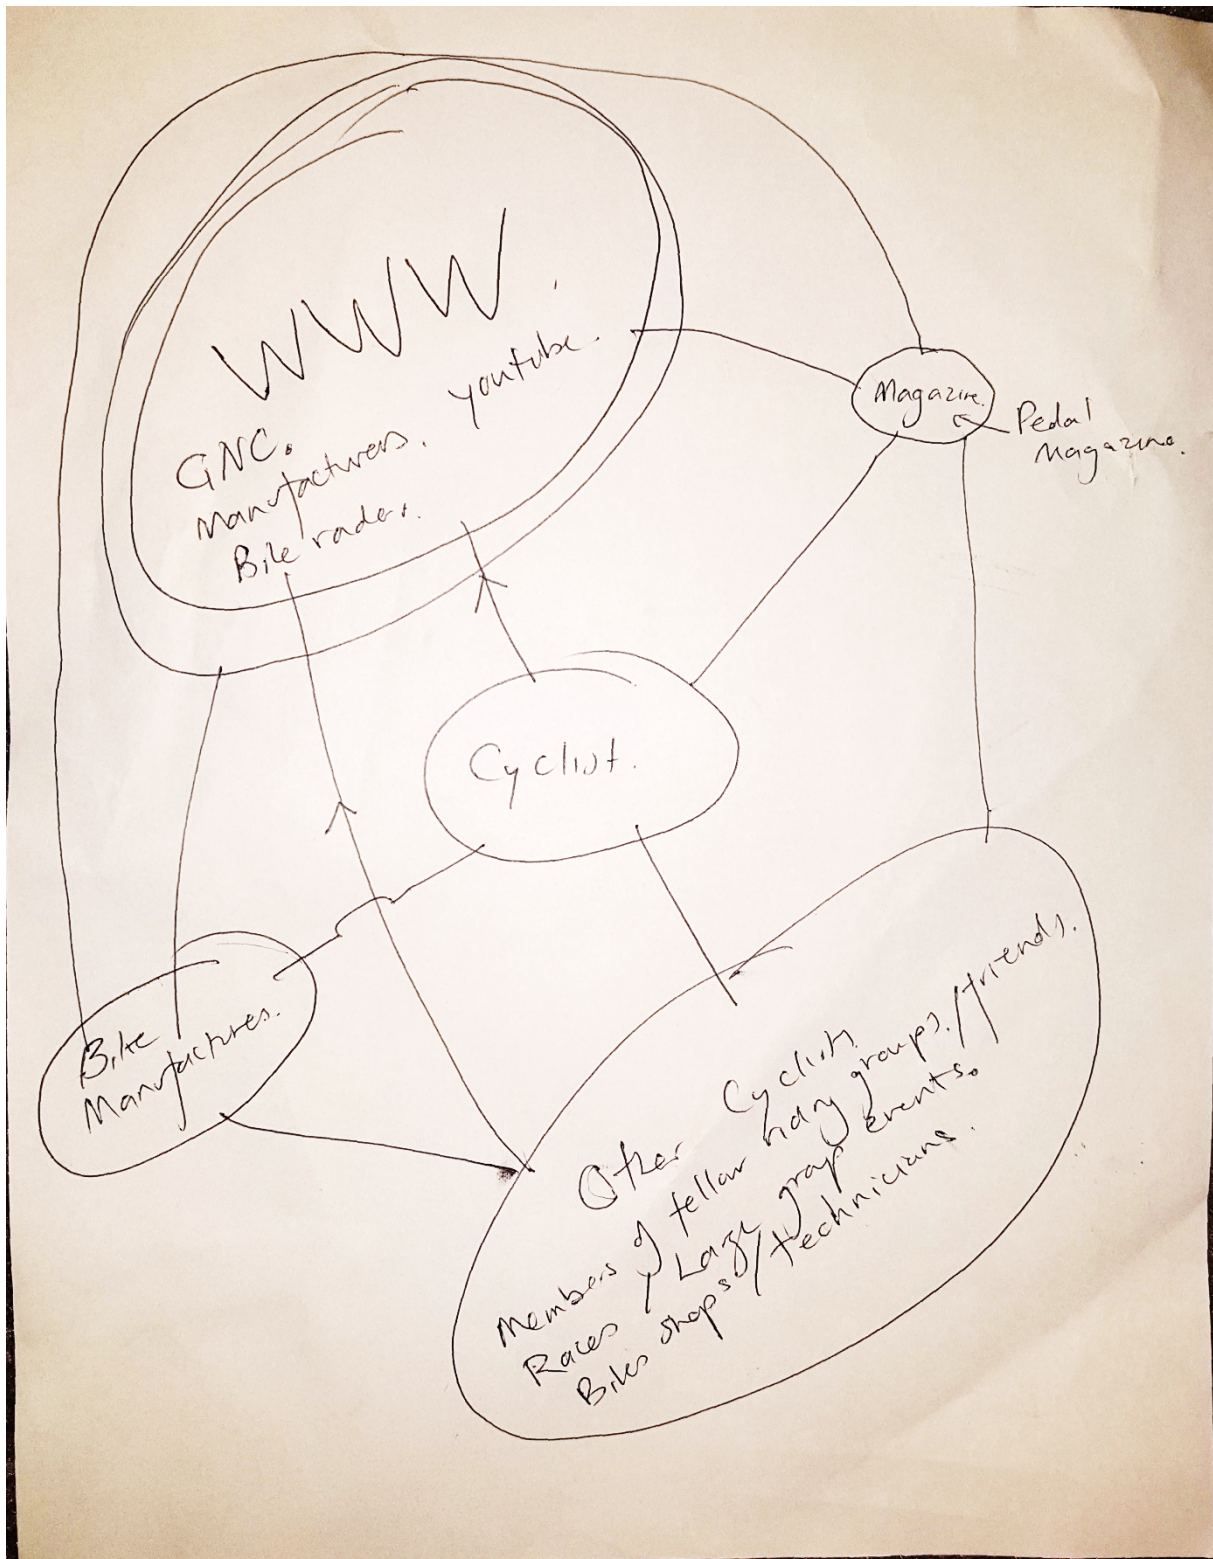 WWW.
youtube.
GNC.
Manufacturers.
Bike radar.
Magazine.
Pedal
Magazine.
Cyclist.
Bike
Manufactures.
Other Cyclists
Members of fellow riding groups./friends.
Races / Large group events.
Bikes shops/technicians.